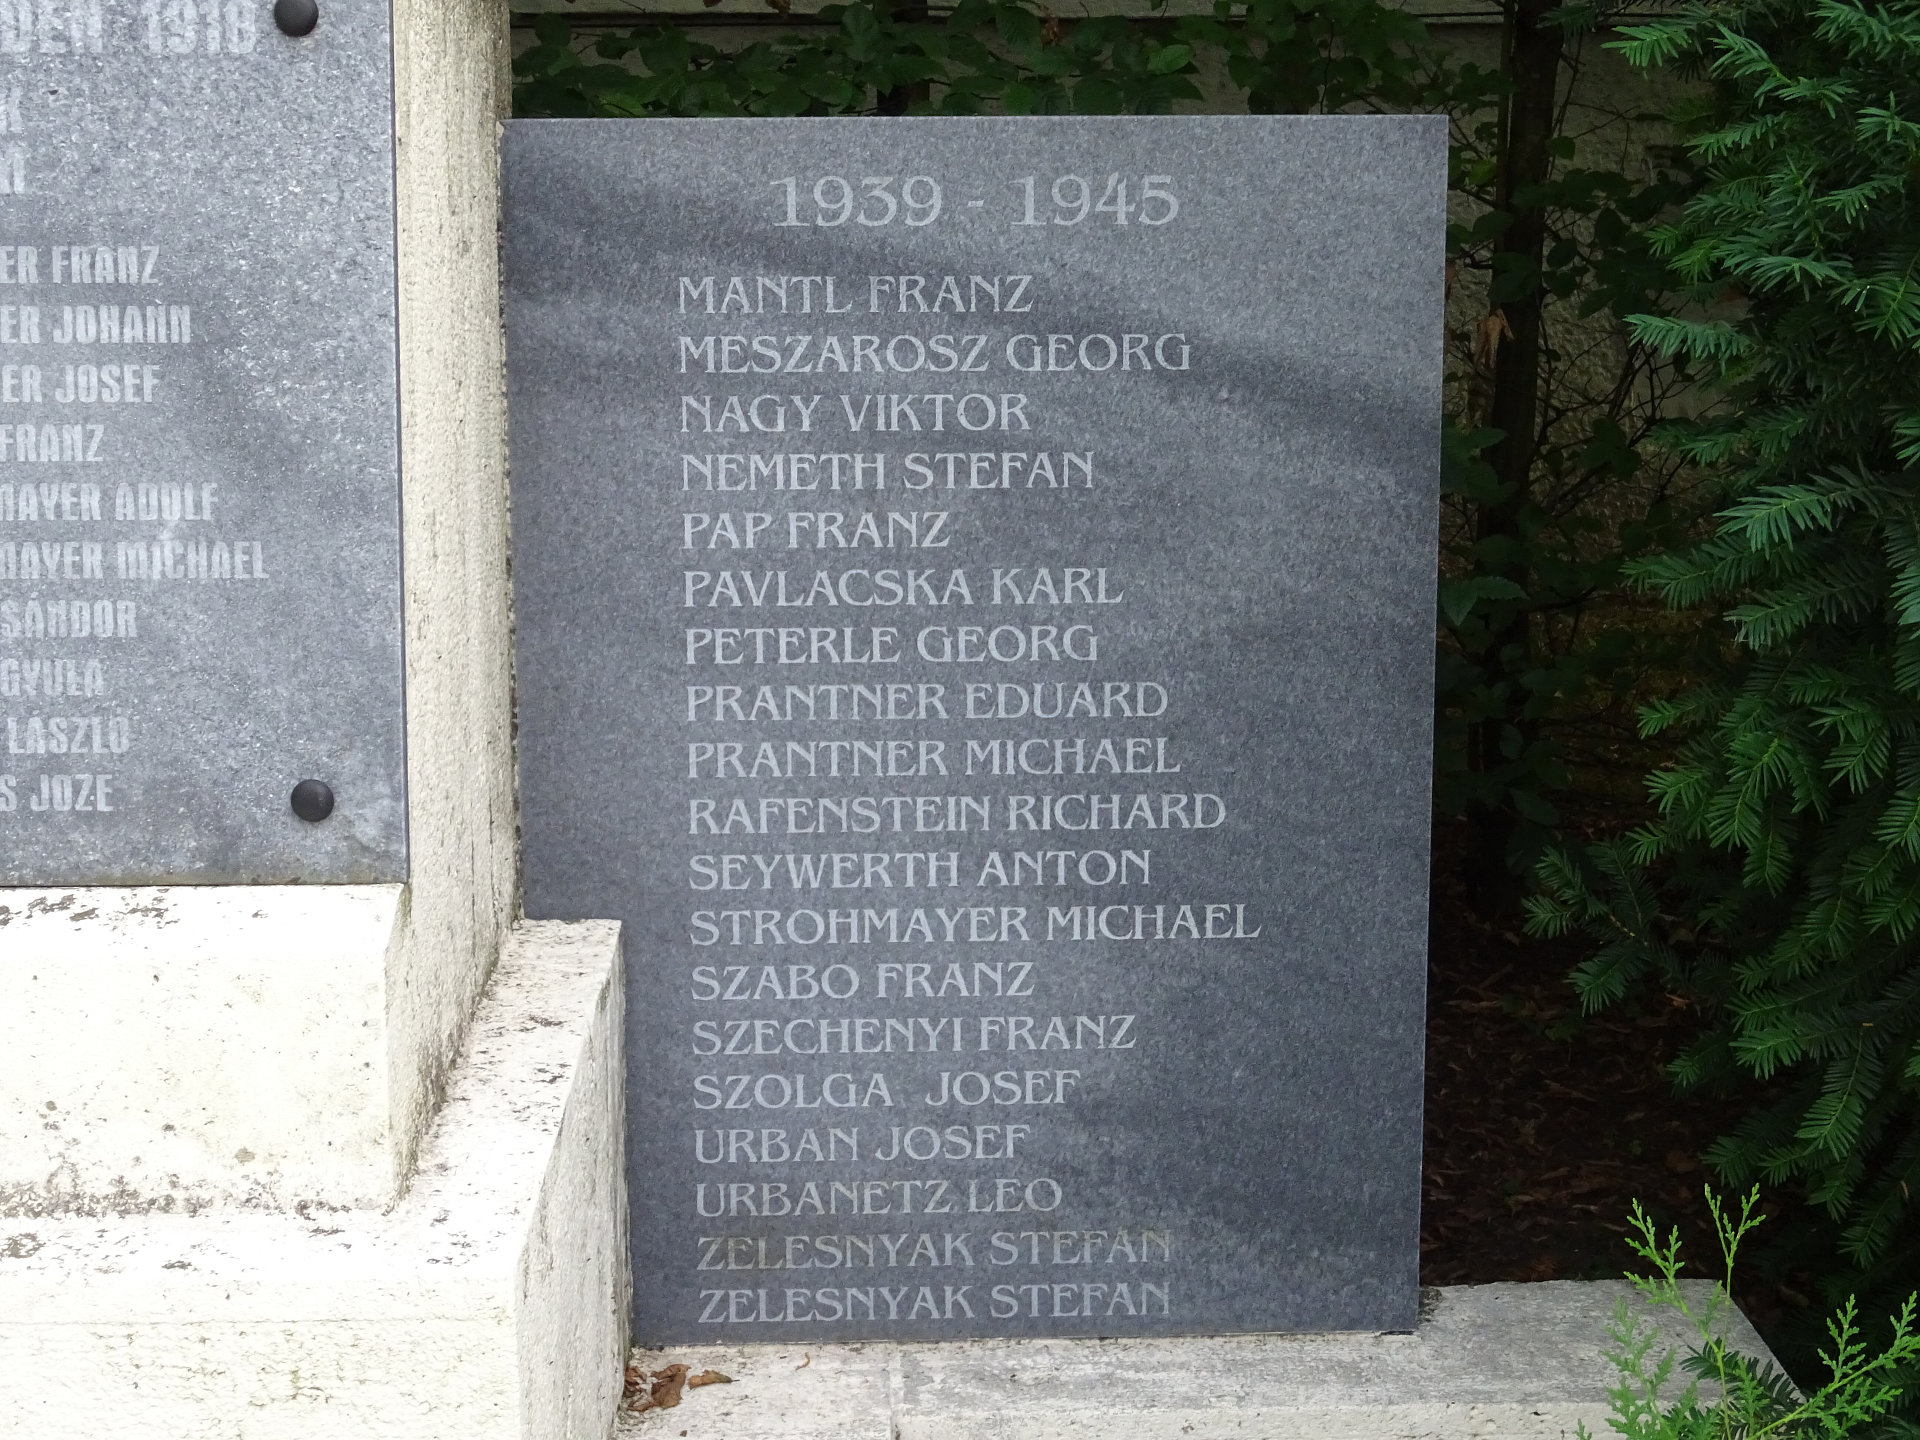 1918
ER FRANZ
ER JOHANN
ER JOSEF
FRANZ
MAYER ADOLF
MAYER MICHAEL
SÁNDOR
GYULA
LÁSZLÓ
S JOZE
1939 - 1945
MANTL FRANZ
MESZAROSZ GEORG
NAGY VIKTOR
NEMETH STEFAN
PAP FRANZ
PAVLACSKA KARL
PETERLE GEORG
PRANTNER EDUARD
PRANTNER MICHAEL
RAFENSTEIN RICHARD
SEYWERTH ANTON
STROHMAYER MICHAEL
SZABO FRANZ
SZECHENYI FRANZ
SZOLGA JOSEF
URBAN JOSEF
URBANETZ LEO
ZELESNYAK STEFAN
ZELESNYAK STEFAN